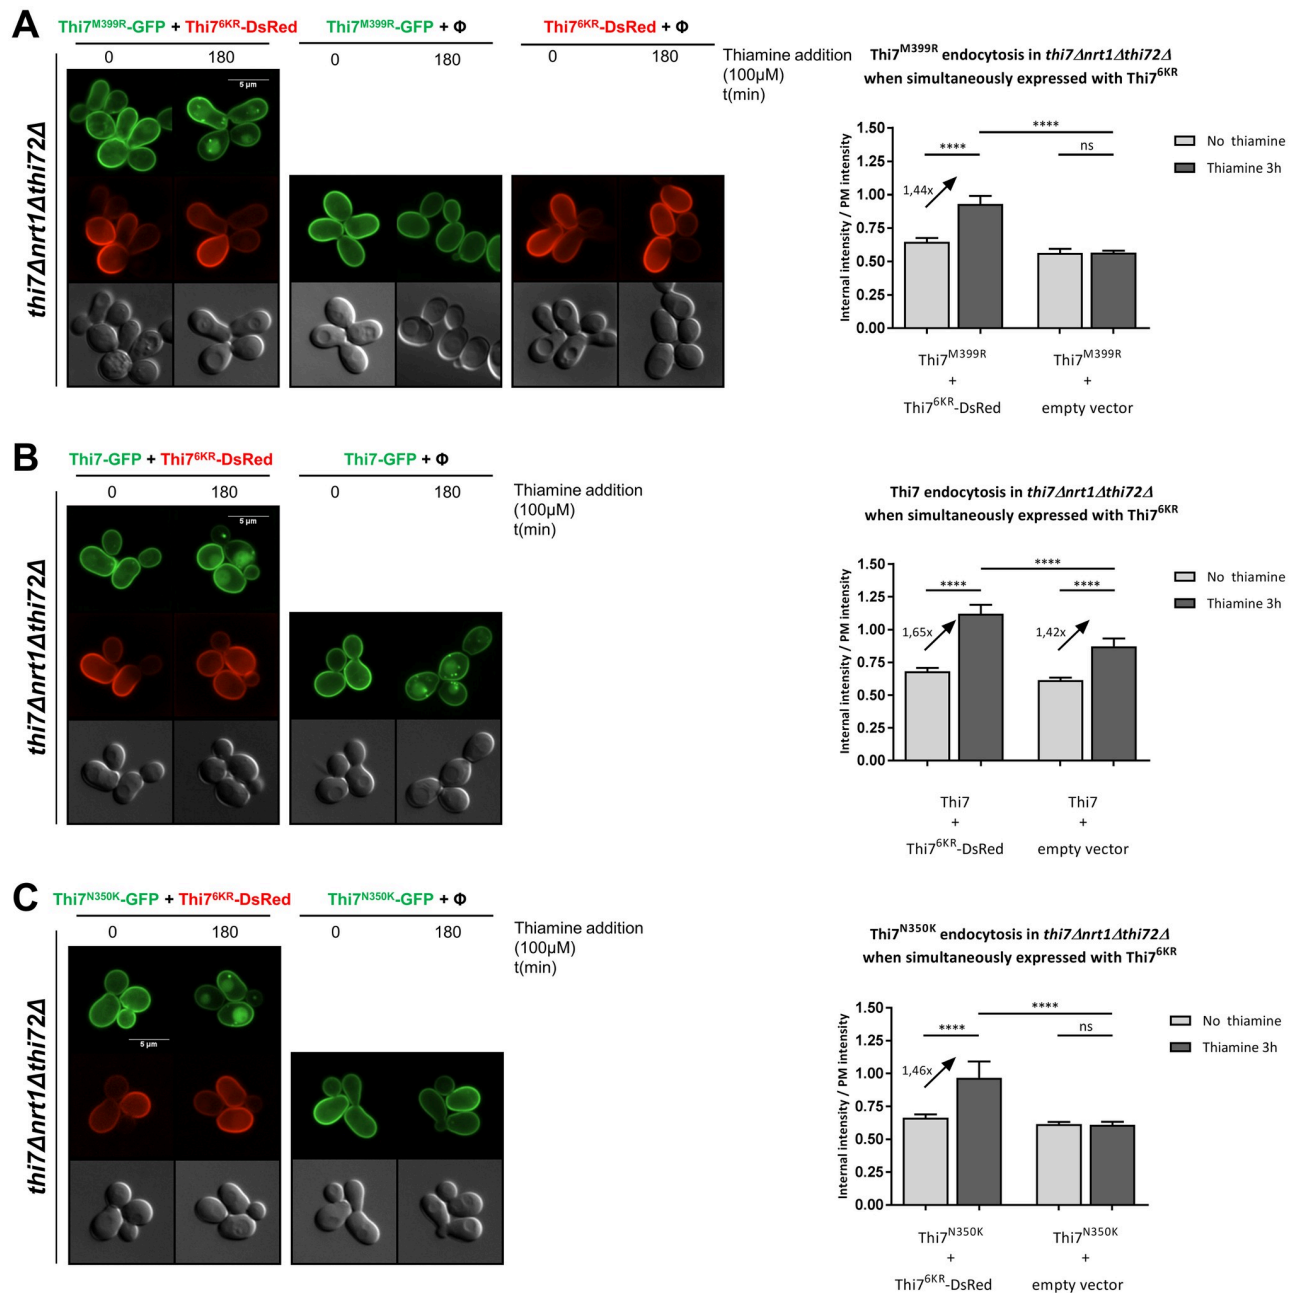 A
Thi7M399R-GFP + Thi76KR-DsRed
Thi7M399R-GFP + Φ
Thi76KR-DsRed + Φ
0 180
0 180
0 180
Thiamine addition
(100µM)
t(min)
5 µm
thi7Δnrt1Δthi72Δ
Thi7M399R endocytosis in thi7Δnrt1Δthi72Δ
when simultaneously expressed with Thi76KR
Internal intensity / PM intensity
1.50
1.25
1.00
0.75
0.50
0.25
0.00
1,44x
****
****
ns
No thiamine
Thiamine 3h
Thi7M399R
+
Thi76KR-DsRed
Thi7M399R
+
empty vector
B
Thi7-GFP + Thi76KR-DsRed
Thi7-GFP + Φ
0 180
0 180
Thiamine addition
(100µM)
t(min)
5 µm
thi7Δnrt1Δthi72Δ
Thi7 endocytosis in thi7Δnrt1Δthi72Δ
when simultaneously expressed with Thi76KR
Internal intensity / PM intensity
1.50
1.25
1.00
0.75
0.50
0.25
0.00
1,65x
****
****
1,42x
****
No thiamine
Thiamine 3h
Thi7
+
Thi76KR-DsRed
Thi7
+
empty vector
C
Thi7N350K-GFP + Thi76KR-DsRed
Thi7N350K-GFP + Φ
0 180
0 180
Thiamine addition
(100µM)
t(min)
5 µm
thi7Δnrt1Δthi72Δ
Thi7N350K endocytosis in thi7Δnrt1Δthi72Δ
when simultaneously expressed with Thi76KR
Internal intensity / PM intensity
1.50
1.25
1.00
0.75
0.50
0.25
0.00
1,46x
****
****
ns
No thiamine
Thiamine 3h
Thi7N350K
+
Thi76KR-DsRed
Thi7N350K
+
empty vector